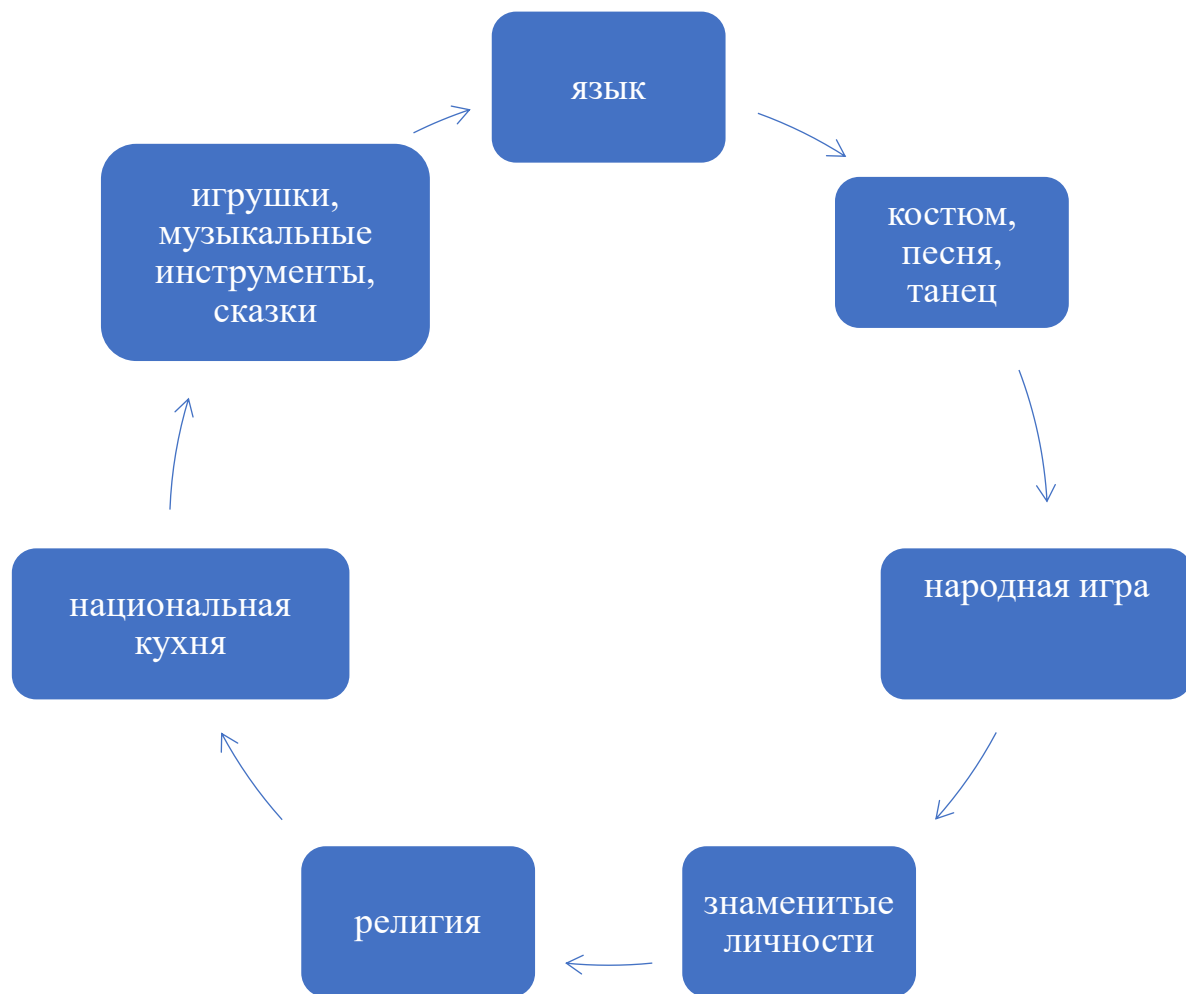 язык
костюм,
песня,
танец
народная игра
знаменитые
личности
религия
национальная
кухня
игрушки,
музыкальные
инструменты,
сказки